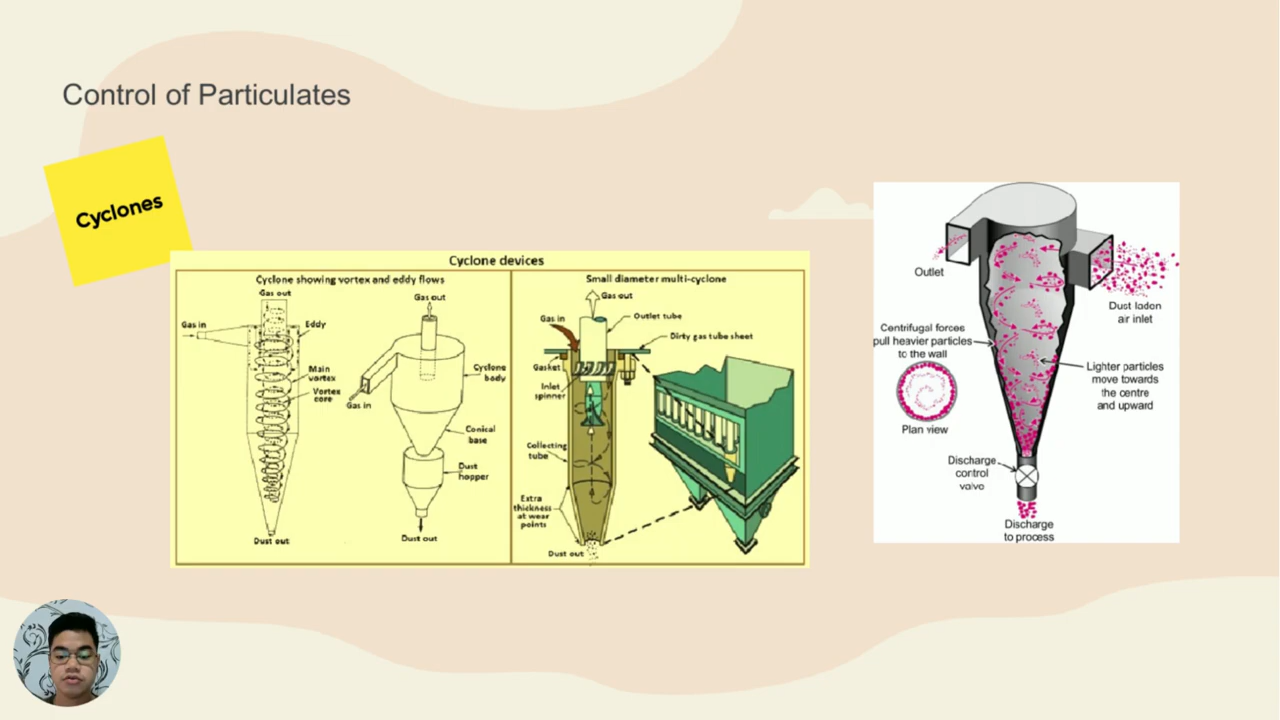 Control of Particulates
Cyclones
Cyclone devices
Cyclone showing vortex and eddy flows
Gas out
Gas in
Eddy
Main
vortex
Vortex
core
Dust out
Gas out
Cyclone
body
Gas in
Conical
base
Dust
hopper
Dust out
Small diameter multi-cyclone
Gas out
Gas in
Outlet tube
Dirty gas tube sheet
Gasket
Inlet
spinner
Collecting
tube
Extra
thickness
at wear
points
Dust out
Outlet
Dust laden
air inlet
Centrifugal forces
pull heavier particles
to the wall
Plan view
Lighter particles
move towards
the centre
and upward
Discharge
control
valve
Discharge
to process